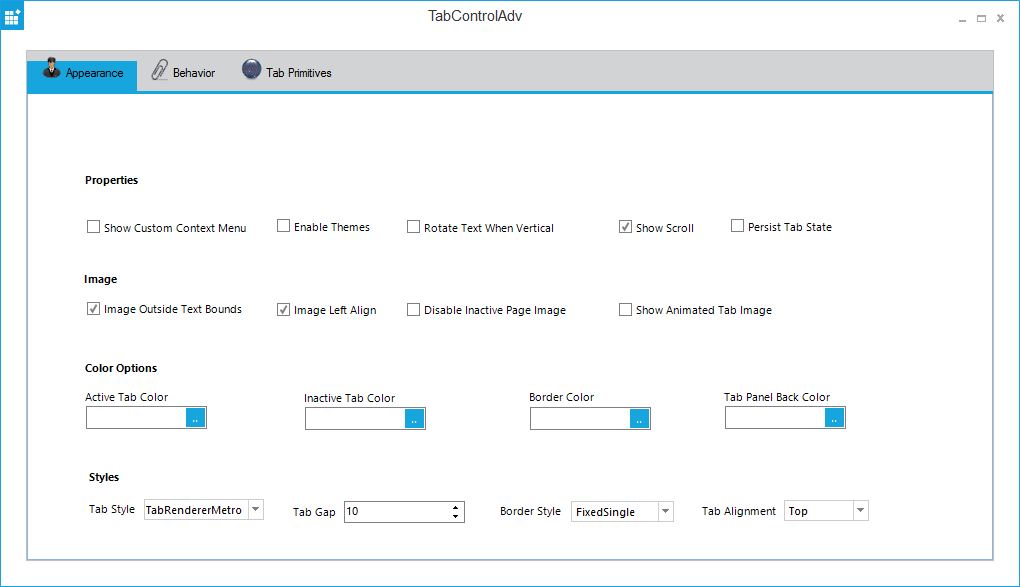 TabControlAdv
Appearance Behavior Tab Primitives
Properties
Show Custom Context Menu Enable Themes Rotate Text When Vertical Show Scroll Persist Tab State
Image
Image Outside Text Bounds Image Left Align Disable Inactive Page Image Show Animated Tab Image
Color Options
Active Tab Color Inactive Tab Color Border Color Tab Panel Back Color
.. .. .. ..
Styles
Tab Style TabRendererMetro Tab Gap 10 Border Style FixedSingle Tab Alignment Top